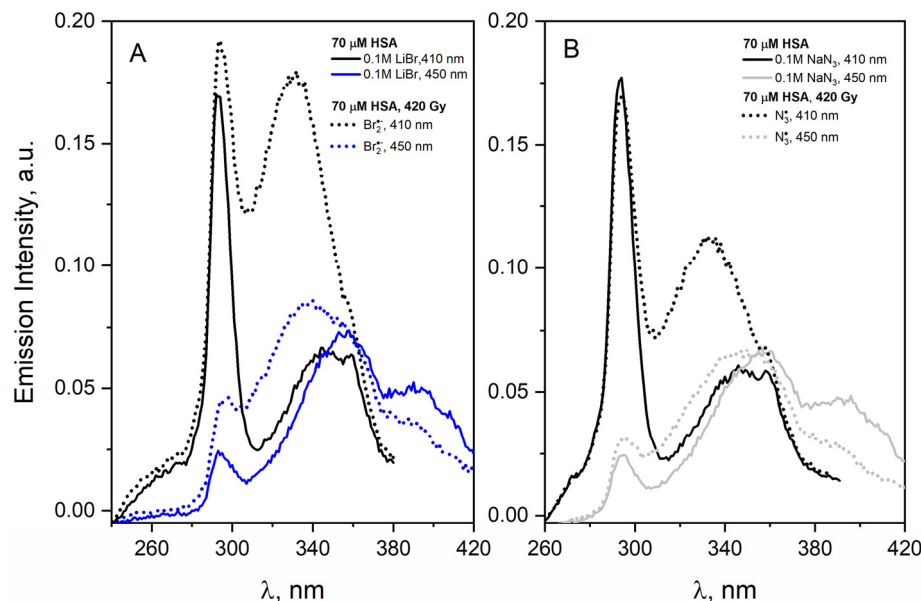 A
70 μM HSA
0.1M LiBr,410 nm
0.1M LiBr, 450 nm
70 μM HSA, 420 Gy
Br₂•⁻, 410 nm
Br₂•⁻, 450 nm
0.20
0.15
0.10
0.05
0.00
Emission Intensity, a.u.
260 300 340 380 420
λ, nm
B
70 μM HSA
0.1M NaN₃, 410 nm
0.1M NaN₃, 450 nm
70 μM HSA, 420 Gy
N₃•, 410 nm
N₃•, 450 nm
0.20
0.15
0.10
0.05
0.00
260 300 340 380 420
λ, nm